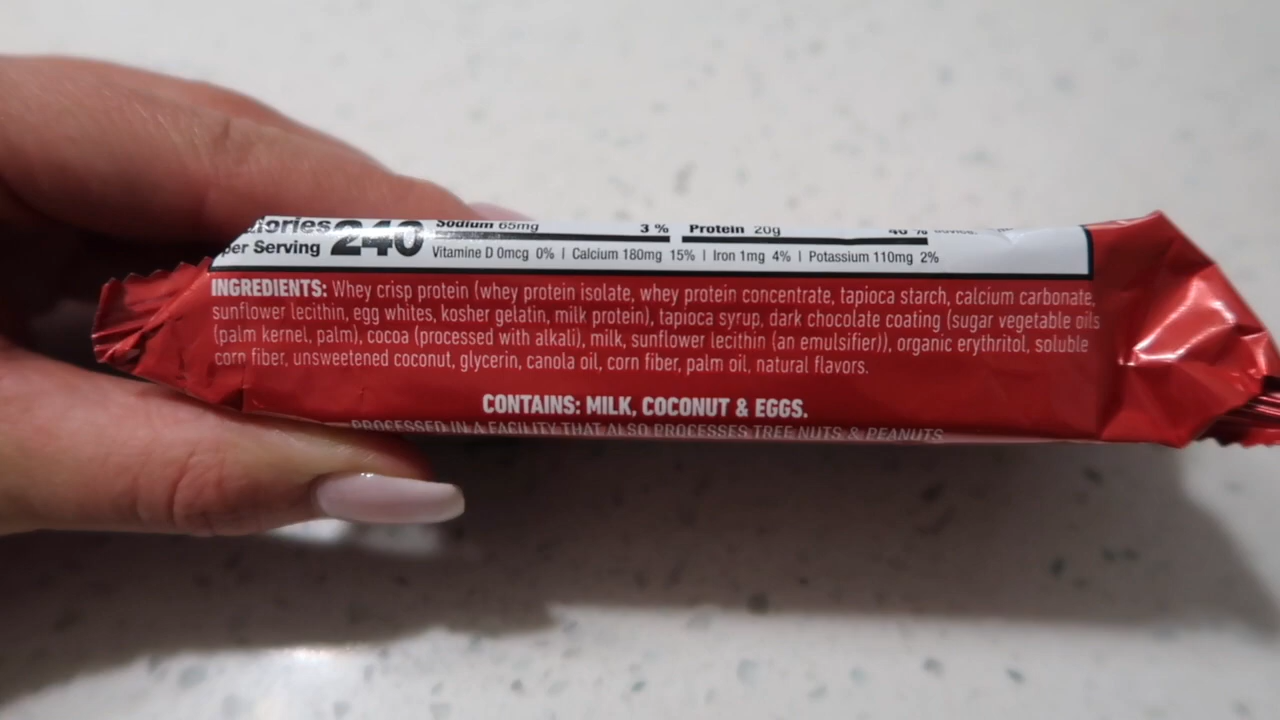 Calories 240
per Serving
Sodium 65mg 3 %
Protein 20g 40 %
Vitamin D 0mcg 0% | Calcium 180mg 15% | Iron 1mg 4% | Potassium 110mg 2%
INGREDIENTS: Whey crisp protein (whey protein isolate, whey protein concentrate, tapioca starch, calcium carbonate,
sunflower lecithin, egg whites, kosher gelatin, milk protein), tapioca syrup, dark chocolate coating (sugar vegetable oils
(palm kernel, palm), cocoa (processed with alkali), milk, sunflower lecithin (an emulsifier)), organic erythritol, soluble
corn fiber, unsweetened coconut, glycerin, canola oil, corn fiber, palm oil, natural flavors.
CONTAINS: MILK, COCONUT & EGGS.
PROCESSED IN A FACILITY THAT ALSO PROCESSES TREE NUTS & PEANUTS